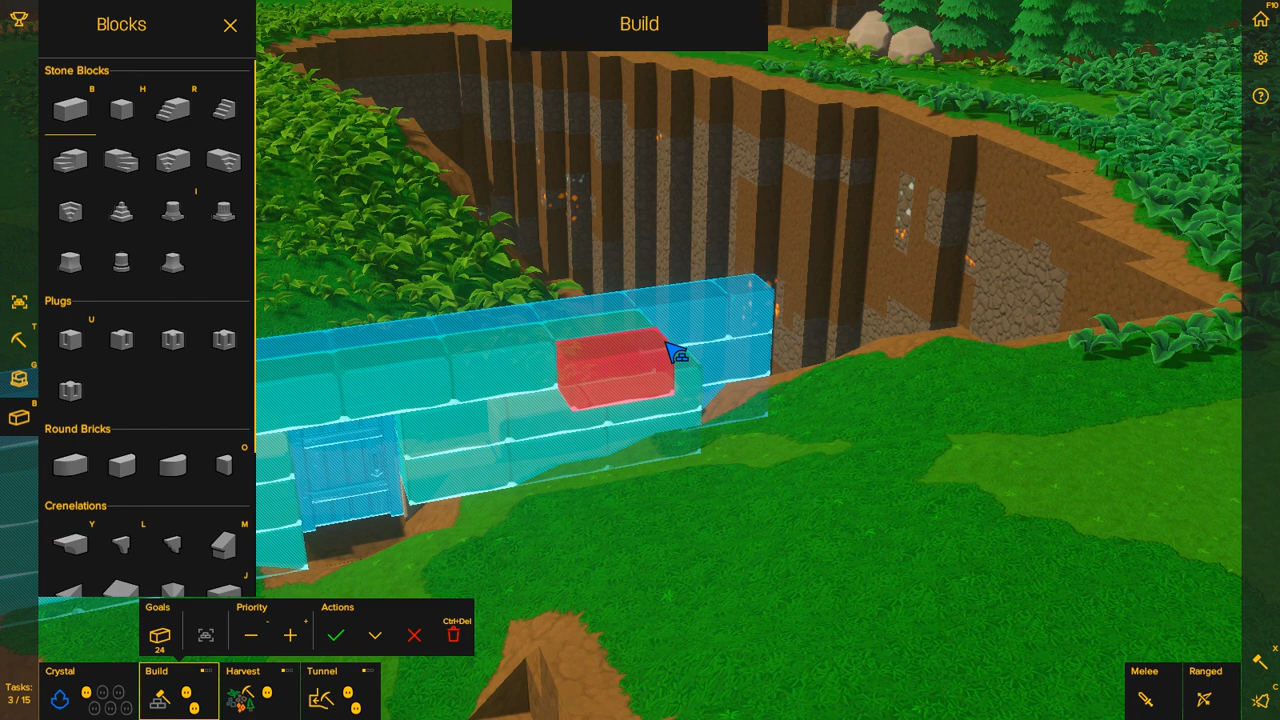 Blocks
Build
F10
Stone Blocks
B
H
R
I
Plugs
U
T
G
B
Round Bricks
O
Crenelations
Y
L
M
J
Goals
Priority
Actions
-
+
Ctrl+Del
24
Crystal
Build
Harvest
Tunnel
Tasks:
3 / 15
Melee
Ranged
X
C